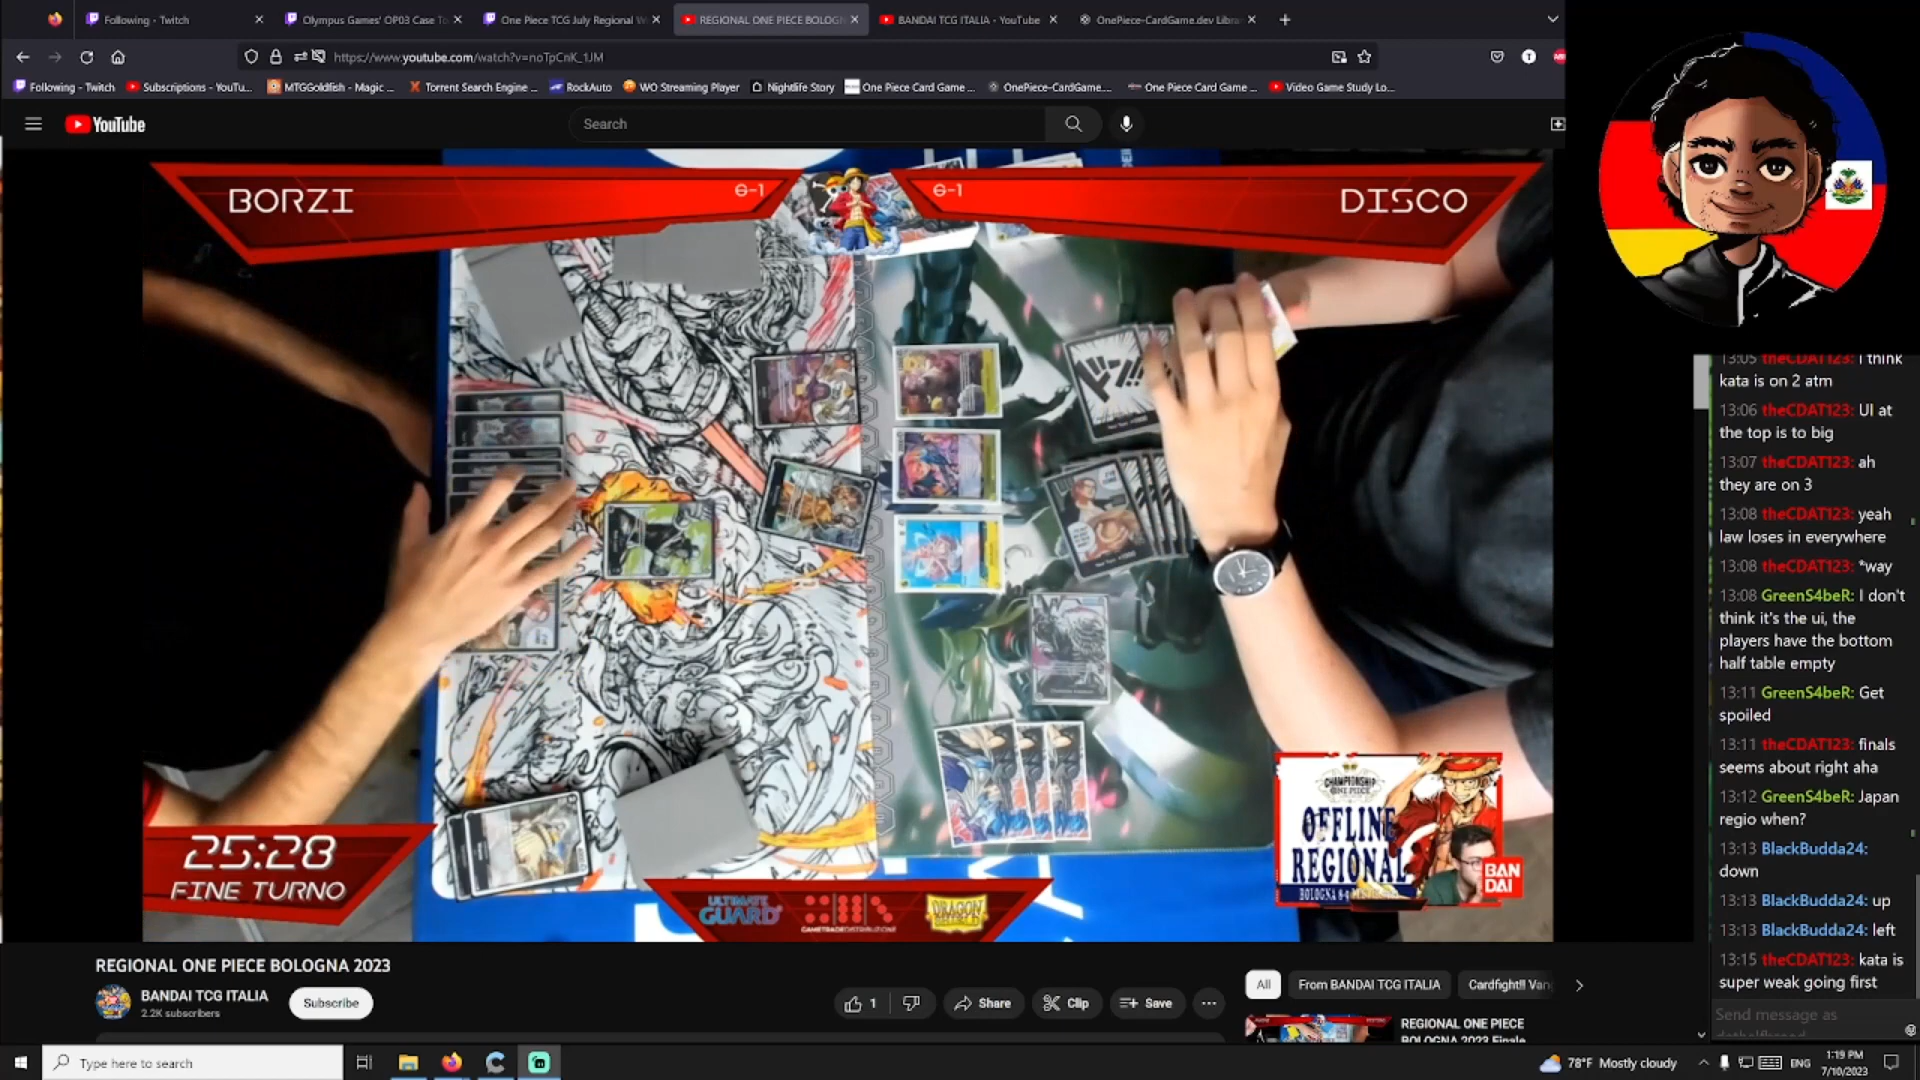 Following - Twitch
Olympus Games' OP03 Case To
One Piece TCG July Regional W
REGIONAL ONE PIECE BOLOGN
BANDAI TCG ITALIA - YouTube
OnePiece-CardGame.dev Libra
https://www.youtube.com/watch?v=noTpCnK_1JM
Following - Twitch
Subscriptions - YouTu...
MTGGoldfish - Magic ...
Torrent Search Engine ...
RockAuto
WO Streaming Player
Nightlife Story
One Piece Card Game ...
OnePiece-CardGame....
One Piece Card Game ...
Video Game Study Lo...
YouTube
Search
BORZI
6-1
6-1
DISCO
25:28
FINE TURNO
ULTIMATE
GUARD
GAMETRADEDISTRIBUZIONE
DRAGON
CHAMPIONSHIP
ONE PIECE
OFFLINE
REGIONAL
BAN
DAI
REGIONAL ONE PIECE BOLOGNA 2023
BANDAI TCG ITALIA
2.2K subscribers
Subscribe
1
Share
Clip
Save
All
From BANDAI TCG ITALIA
Cardfight!! Van
REGIONAL ONE PIECE
BOLOGNA 2023 Finale
13:05 theCDAT123: i think
kata is on 2 atm
13:06 theCDAT123: UI at
the top is to big
13:07 theCDAT123: ah
they are on 3
13:08 theCDAT123: yeah
law loses in everywhere
13:08 theCDAT123: *way
13:08 GreenS4beR: I don't
think it's the ui, the
players have the bottom
half table empty
13:11 GreenS4beR: Get
spoiled
13:11 theCDAT123: finals
seems about right aha
13:12 GreenS4beR: Japan
regio when?
13:13 BlackBudda24:
down
13:13 BlackBudda24: up
13:13 BlackBudda24: left
13:15 theCDAT123: kata is
super weak going first
Send message as
Type here to search
78°F Mostly cloudy
ENG
1:19 PM
7/10/2023